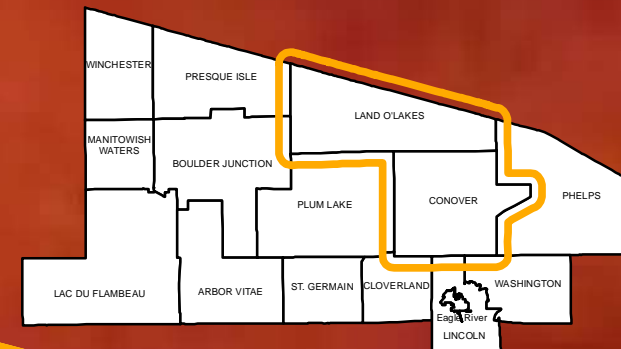 WINCHESTER
PRESQUE ISLE
LAND O'LAKES
MANITOWISH
WATERS
BOULDER JUNCTION
PLUM LAKE
CONOVER
PHELPS
LAC DU FLAMBEAU
ARBOR VITAE
ST. GERMAIN
CLOVERLAND
WASHINGTON
Eagle River
LINCOLN